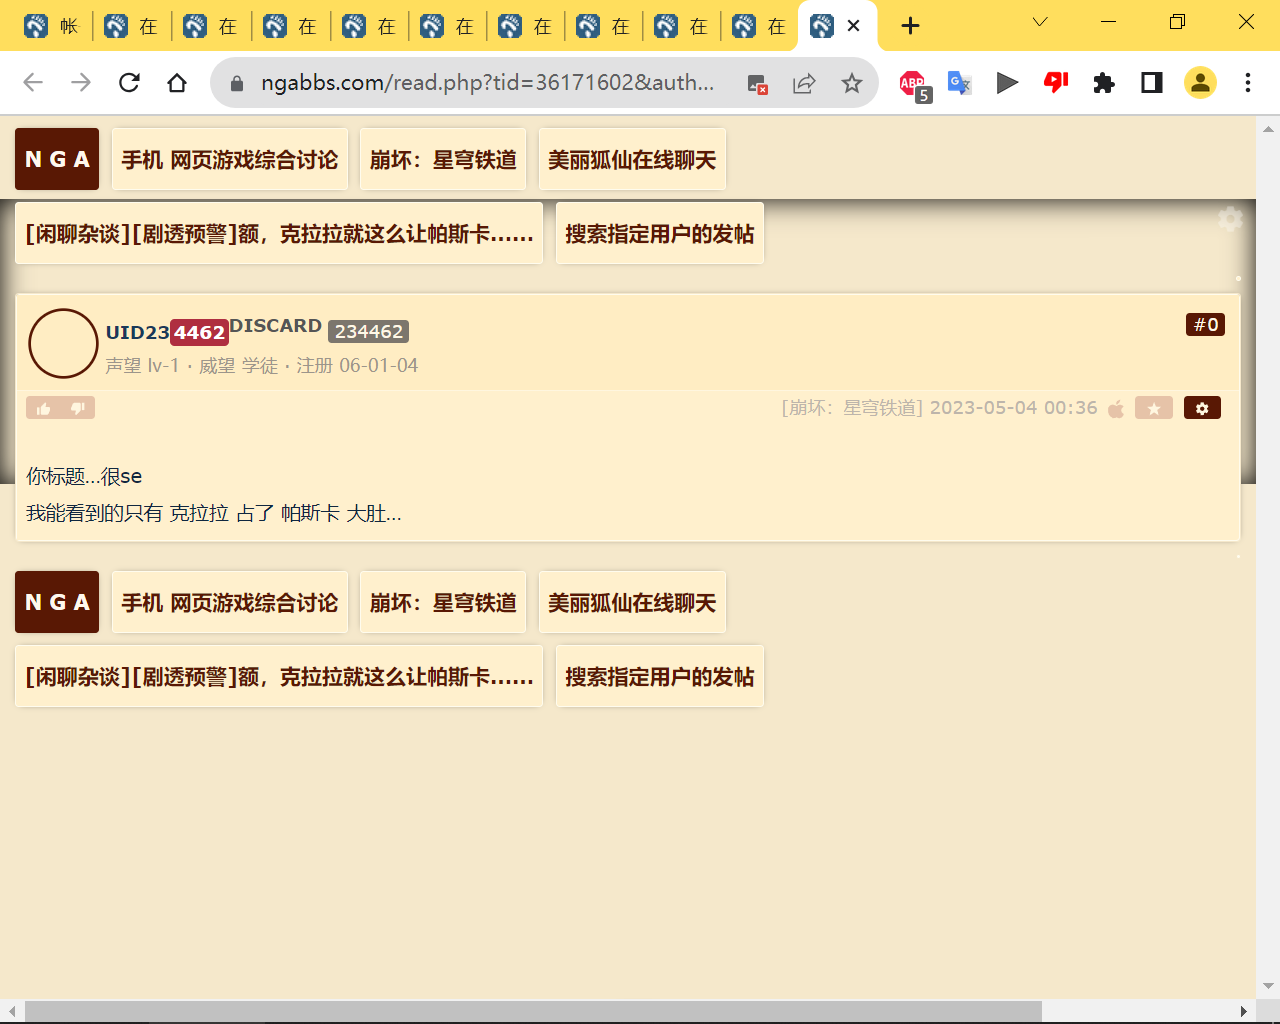 帐
在
在
在
在
在
在
在
在
在
ngabbs.com/read.php?tid=36171602&auth...
ABP
5
NGA
手机 网页游戏综合讨论
崩坏：星穹铁道
美丽狐仙在线聊天
[闲聊杂谈][剧透预警]额，克拉拉就这么让帕斯卡……
搜索指定用户的发帖
UID234462DISCARD 234462
#0
声望 lv-1 · 威望 学徒 · 注册 06-01-04
[崩坏：星穹铁道] 2023-05-04 00:36
你标题...很se
我能看到的只有 克拉拉 占了 帕斯卡 大肚...
NGA
手机 网页游戏综合讨论
崩坏：星穹铁道
美丽狐仙在线聊天
[闲聊杂谈][剧透预警]额，克拉拉就这么让帕斯卡……
搜索指定用户的发帖